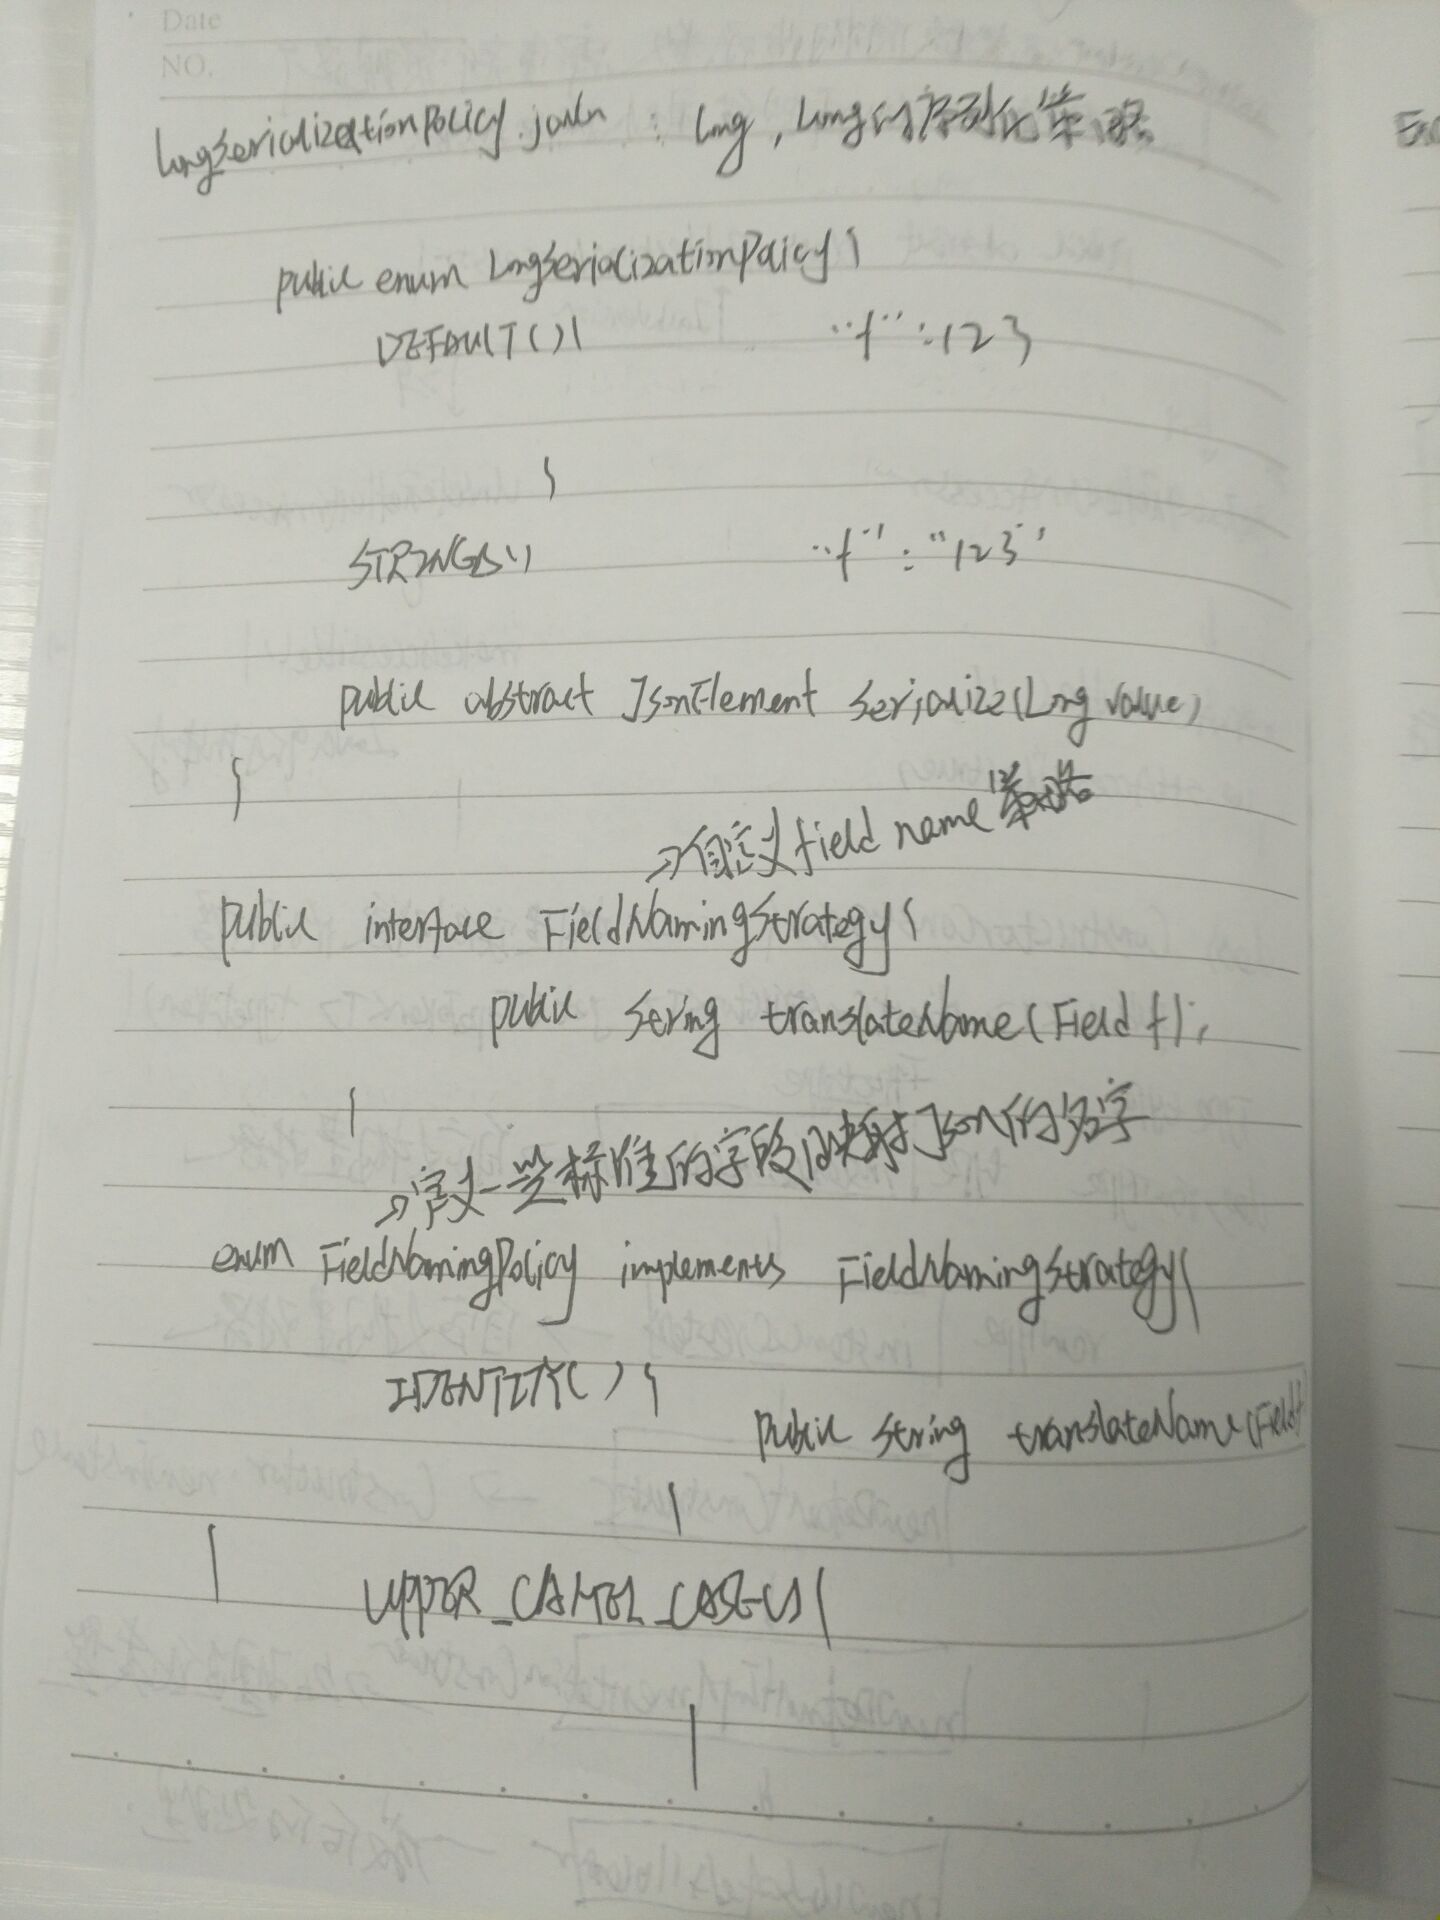 Date
NO.
LongSerializationPolicy.java : long, Long的序列化策略
public enum LongSerializationPolicy{
DEFAULT(){ "f":123
}
STRING(){ "f":"123"
public abstract JsonElement serialize(Long value)
}
→自定义field name策略
public interface FieldNamingStrategy{
public String translateName(Field f);
}
→定义一些标准的字段映射Json的名字
enum FieldNamingPolicy implements FieldNamingStrategy{
IDENTITY(){
public String translateName(Field f
}
}
UPPER_CAMEL_CASE(){
}